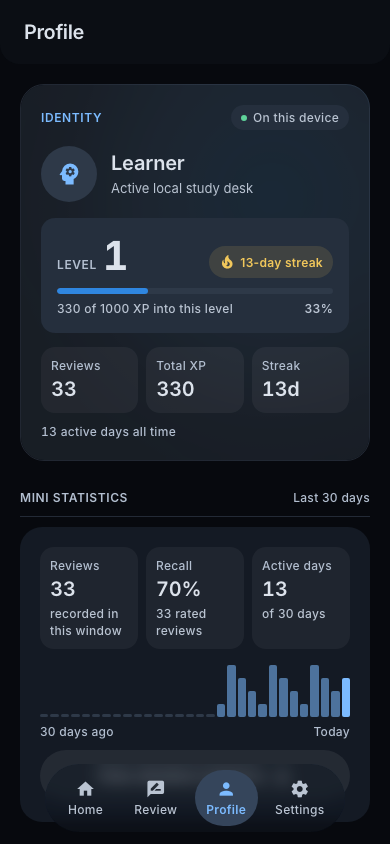 Profile
IDENTITY
On this device
Learner
Active local study desk
LEVEL 1
13-day streak
330 of 1000 XP into this level
33%
Reviews
Total XP
Streak
33
330
13d
13 active days all time
MINI STATISTICS
Last 30 days
Reviews
Recall
Active days
33
70%
13
recorded in
33 rated
of 30 days
this window
reviews
30 days ago
Today
Home
Review
Profile
Settings